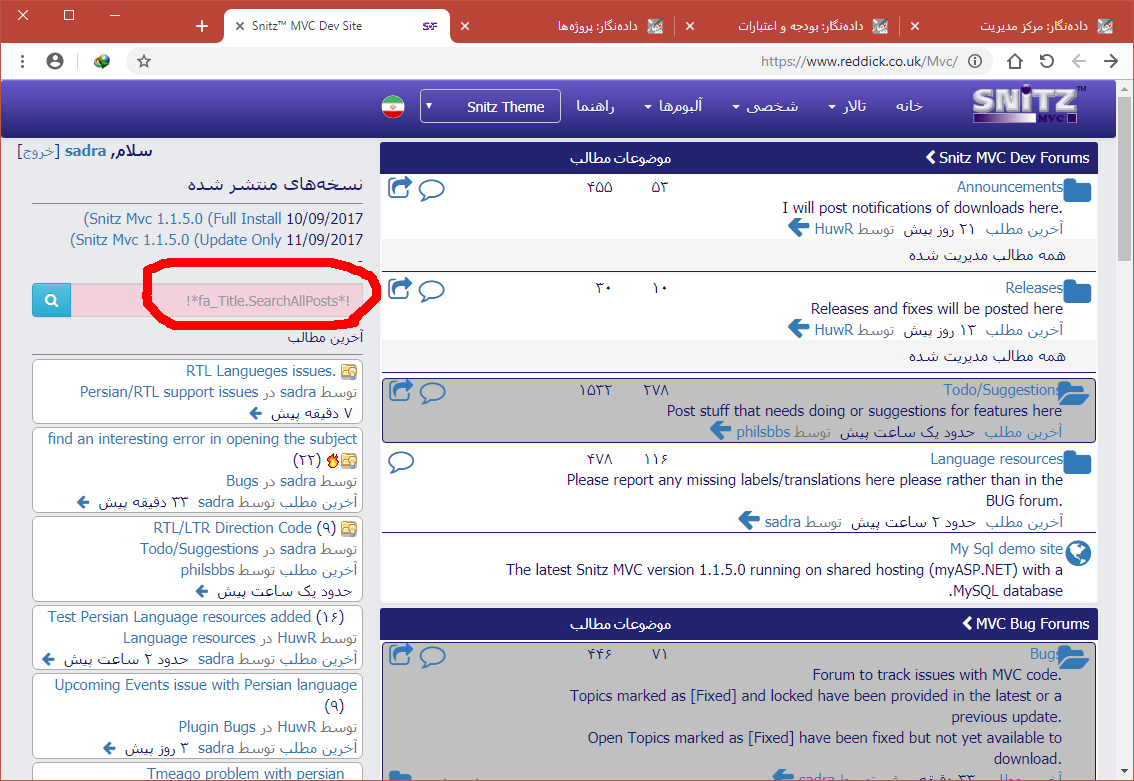 داده‌نگار: مرکز مدیریت
داده‌نگار: بودجه و اعتبارات
داده‌نگار: پروژه‌ها
Snitz™ MVC Dev Site
https://www.reddick.co.uk/Mvc/
SNITZ™ MVC
خانه
تالار
شخصی
آلبوم‌ها
راهنما
Snitz Theme
Snitz MVC Dev Forums
موضوعات مطالب
Announcements
۵۳ ۴۵۵
I will post notifications of downloads here.
آخرین مطلب ۲۱ روز پیش توسط HuwR
همه مطالب مدیریت شده
Releases
۱۰ ۳۰
Releases and fixes will be posted here
آخرین مطلب ۱۳ روز پیش توسط HuwR
همه مطالب مدیریت شده
Todo/Suggestions
۲۷۸ ۱۵۳۲
Post stuff that needs doing or suggestions for features here
آخرین مطلب حدود یک ساعت پیش توسط philsbbs
Language resources
۱۱۶ ۴۷۸
Please report any missing labels/translations here please rather than in the
BUG forum.
آخرین مطلب حدود ۲ ساعت پیش توسط sadra
My Sql demo site
The latest Snitz MVC version 1.1.5.0 running on shared hosting (myASP.NET) with a
.MySQL database
MVC Bug Forums
موضوعات مطالب
Bugs
۷۱ ۴۴۶
Forum to track issues with MVC code.
Topics marked as [Fixed] and locked have been provided in the latest or a
previous update.
Open Topics marked as [Fixed] have been fixed but not yet available to
download.
آخرین مطلب ۳۳ دقیقه پیش توسط sadra
سلام, sadra [خروج]
نسخه‌های منتشر شده
(Snitz Mvc 1.1.5.0 (Full Install 10/09/2017
(Snitz Mvc 1.1.5.0 (Update Only 11/09/2017
-
!*fa_Title.SearchAllPosts*!
آخرین مطالب
RTL Langueges issues.
توسط sadra در Persian/RTL support issues
۷ دقیقه پیش
find an interesting error in opening the subject
(۲۲)
توسط sadra در Bugs
آخرین مطلب توسط sadra ۳۳ دقیقه پیش
RTL/LTR Direction Code (۹)
توسط sadra در Todo/Suggestions
آخرین مطلب توسط philsbbs
حدود یک ساعت پیش
Test Persian Language resources added (۱۶)
توسط HuwR در Language resources
آخرین مطلب توسط sadra حدود ۲ ساعت پیش
Upcoming Events issue with Persian language
(۹)
توسط HuwR در Plugin Bugs
آخرین مطلب توسط sadra ۳ روز پیش
Tmeago problem with persian